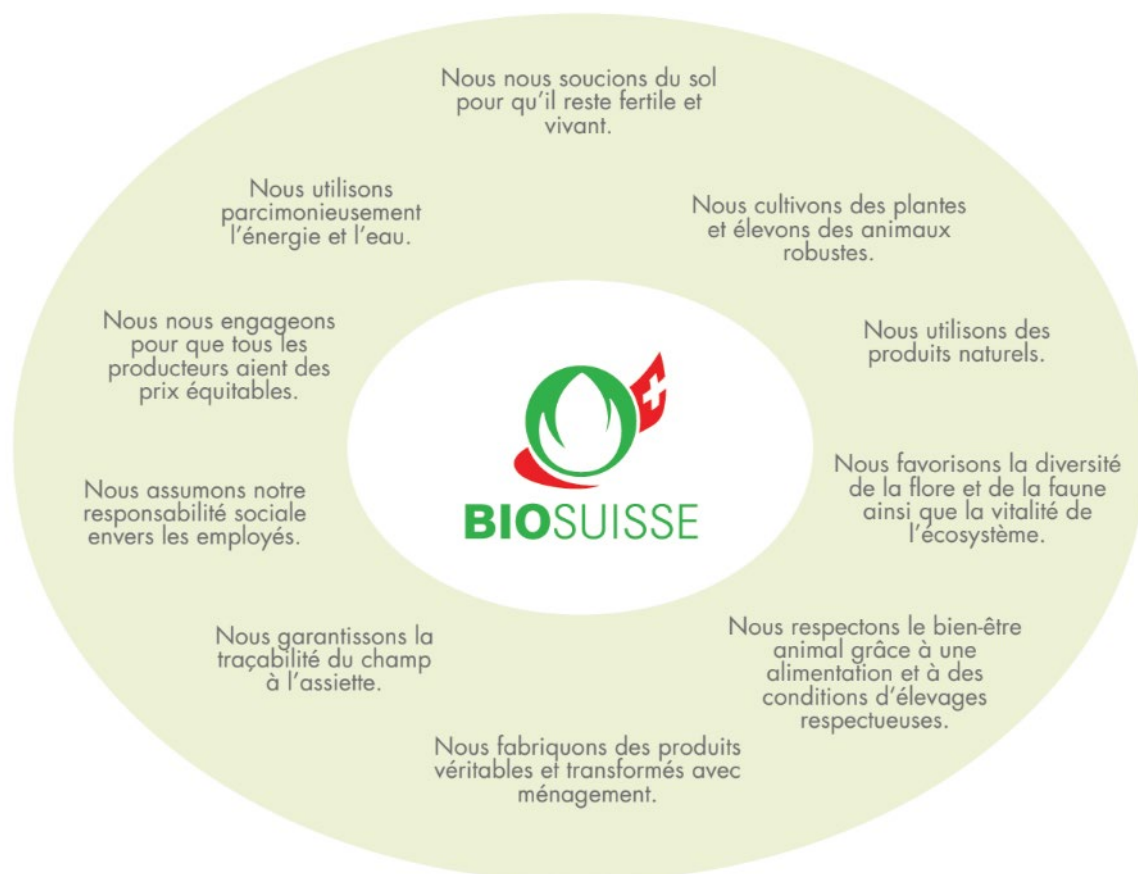 Nous nous soucions du sol
pour qu'il reste fertile et
vivant.
Nous utilisons
parcimonieusement
l'énergie et l'eau.
Nous cultivons des plantes
et élevons des animaux
robustes.
Nous nous engageons
pour que tous les
producteurs aient des
prix équitables.
Nous utilisons des
produits naturels.
BIOSUISSE
Nous assumons notre
responsabilité sociale
envers les employés.
Nous favorisons la diversité
de la flore et de la faune
ainsi que la vitalité de
l'écosystème.
Nous garantissons la
traçabilité du champ
à l'assiette.
Nous respectons le bien-être
animal grâce à une
alimentation et à des
conditions d'élevages
respectueuses.
Nous fabriquons des produits
véritables et transformés avec
ménagement.